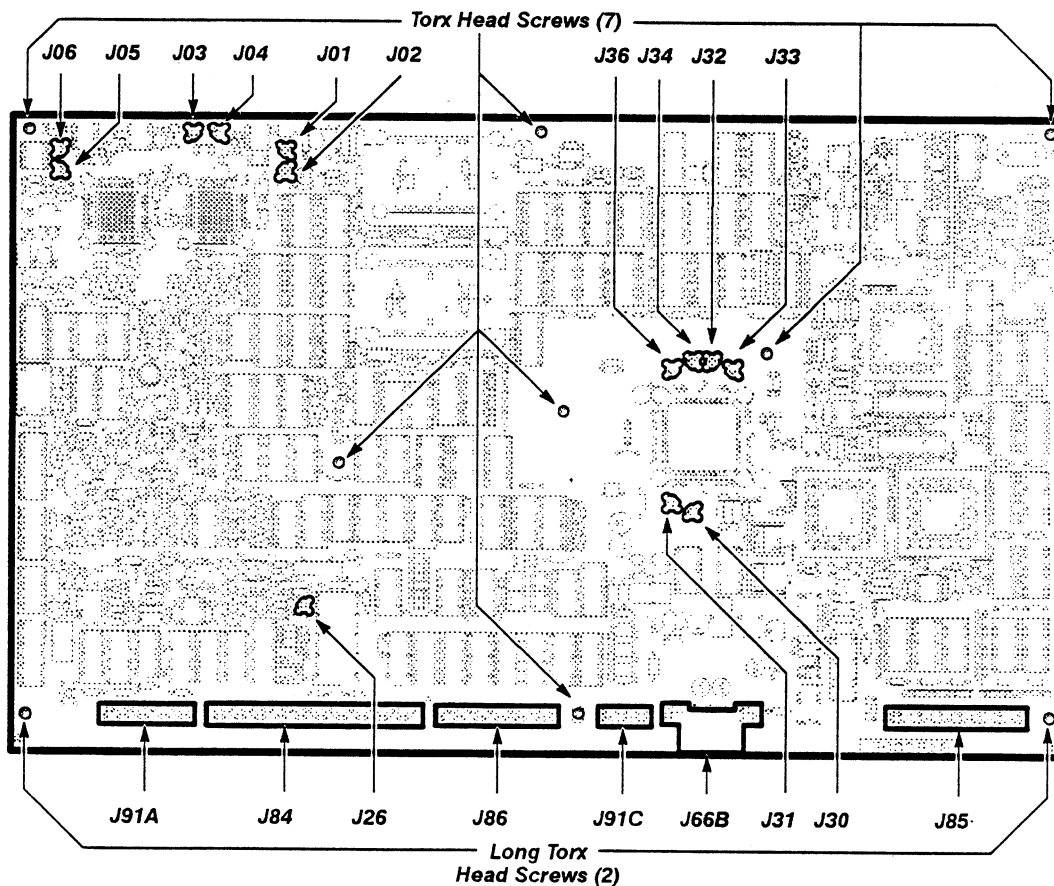 Torx Head Screws (7)
J06 J05 J03 J04 J01 J02 J36 J34 J32 J33
J91A J84 J26 J86 J91C J66B J31 J30 J85
Long Torx
Head Screws (2)